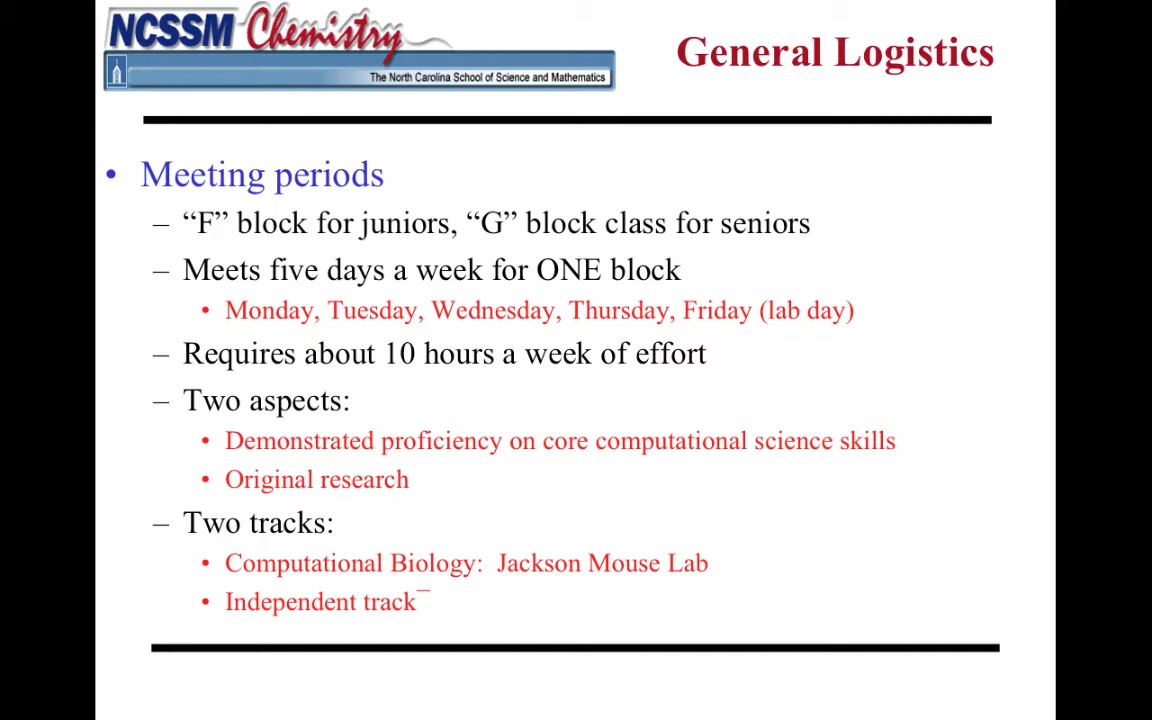 NCSSM Chemistry
The North Carolina School of Science and Mathematics
General Logistics
• Meeting periods
– “F” block for juniors, “G” block class for seniors
– Meets five days a week for ONE block
• Monday, Tuesday, Wednesday, Thursday, Friday (lab day)
– Requires about 10 hours a week of effort
– Two aspects:
• Demonstrated proficiency on core computational science skills
• Original research
– Two tracks:
• Computational Biology: Jackson Mouse Lab
• Independent track